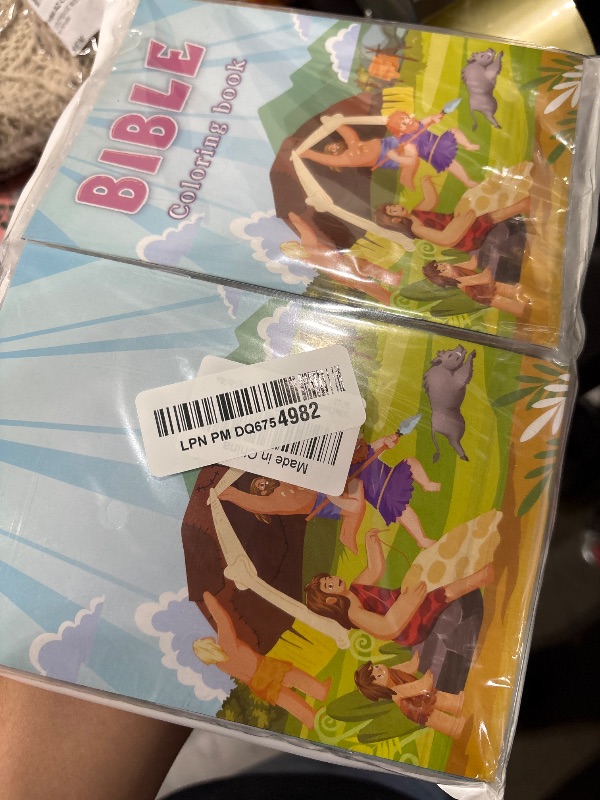 BIBLE
Coloring book
LPN PM DQ6754982
Made in